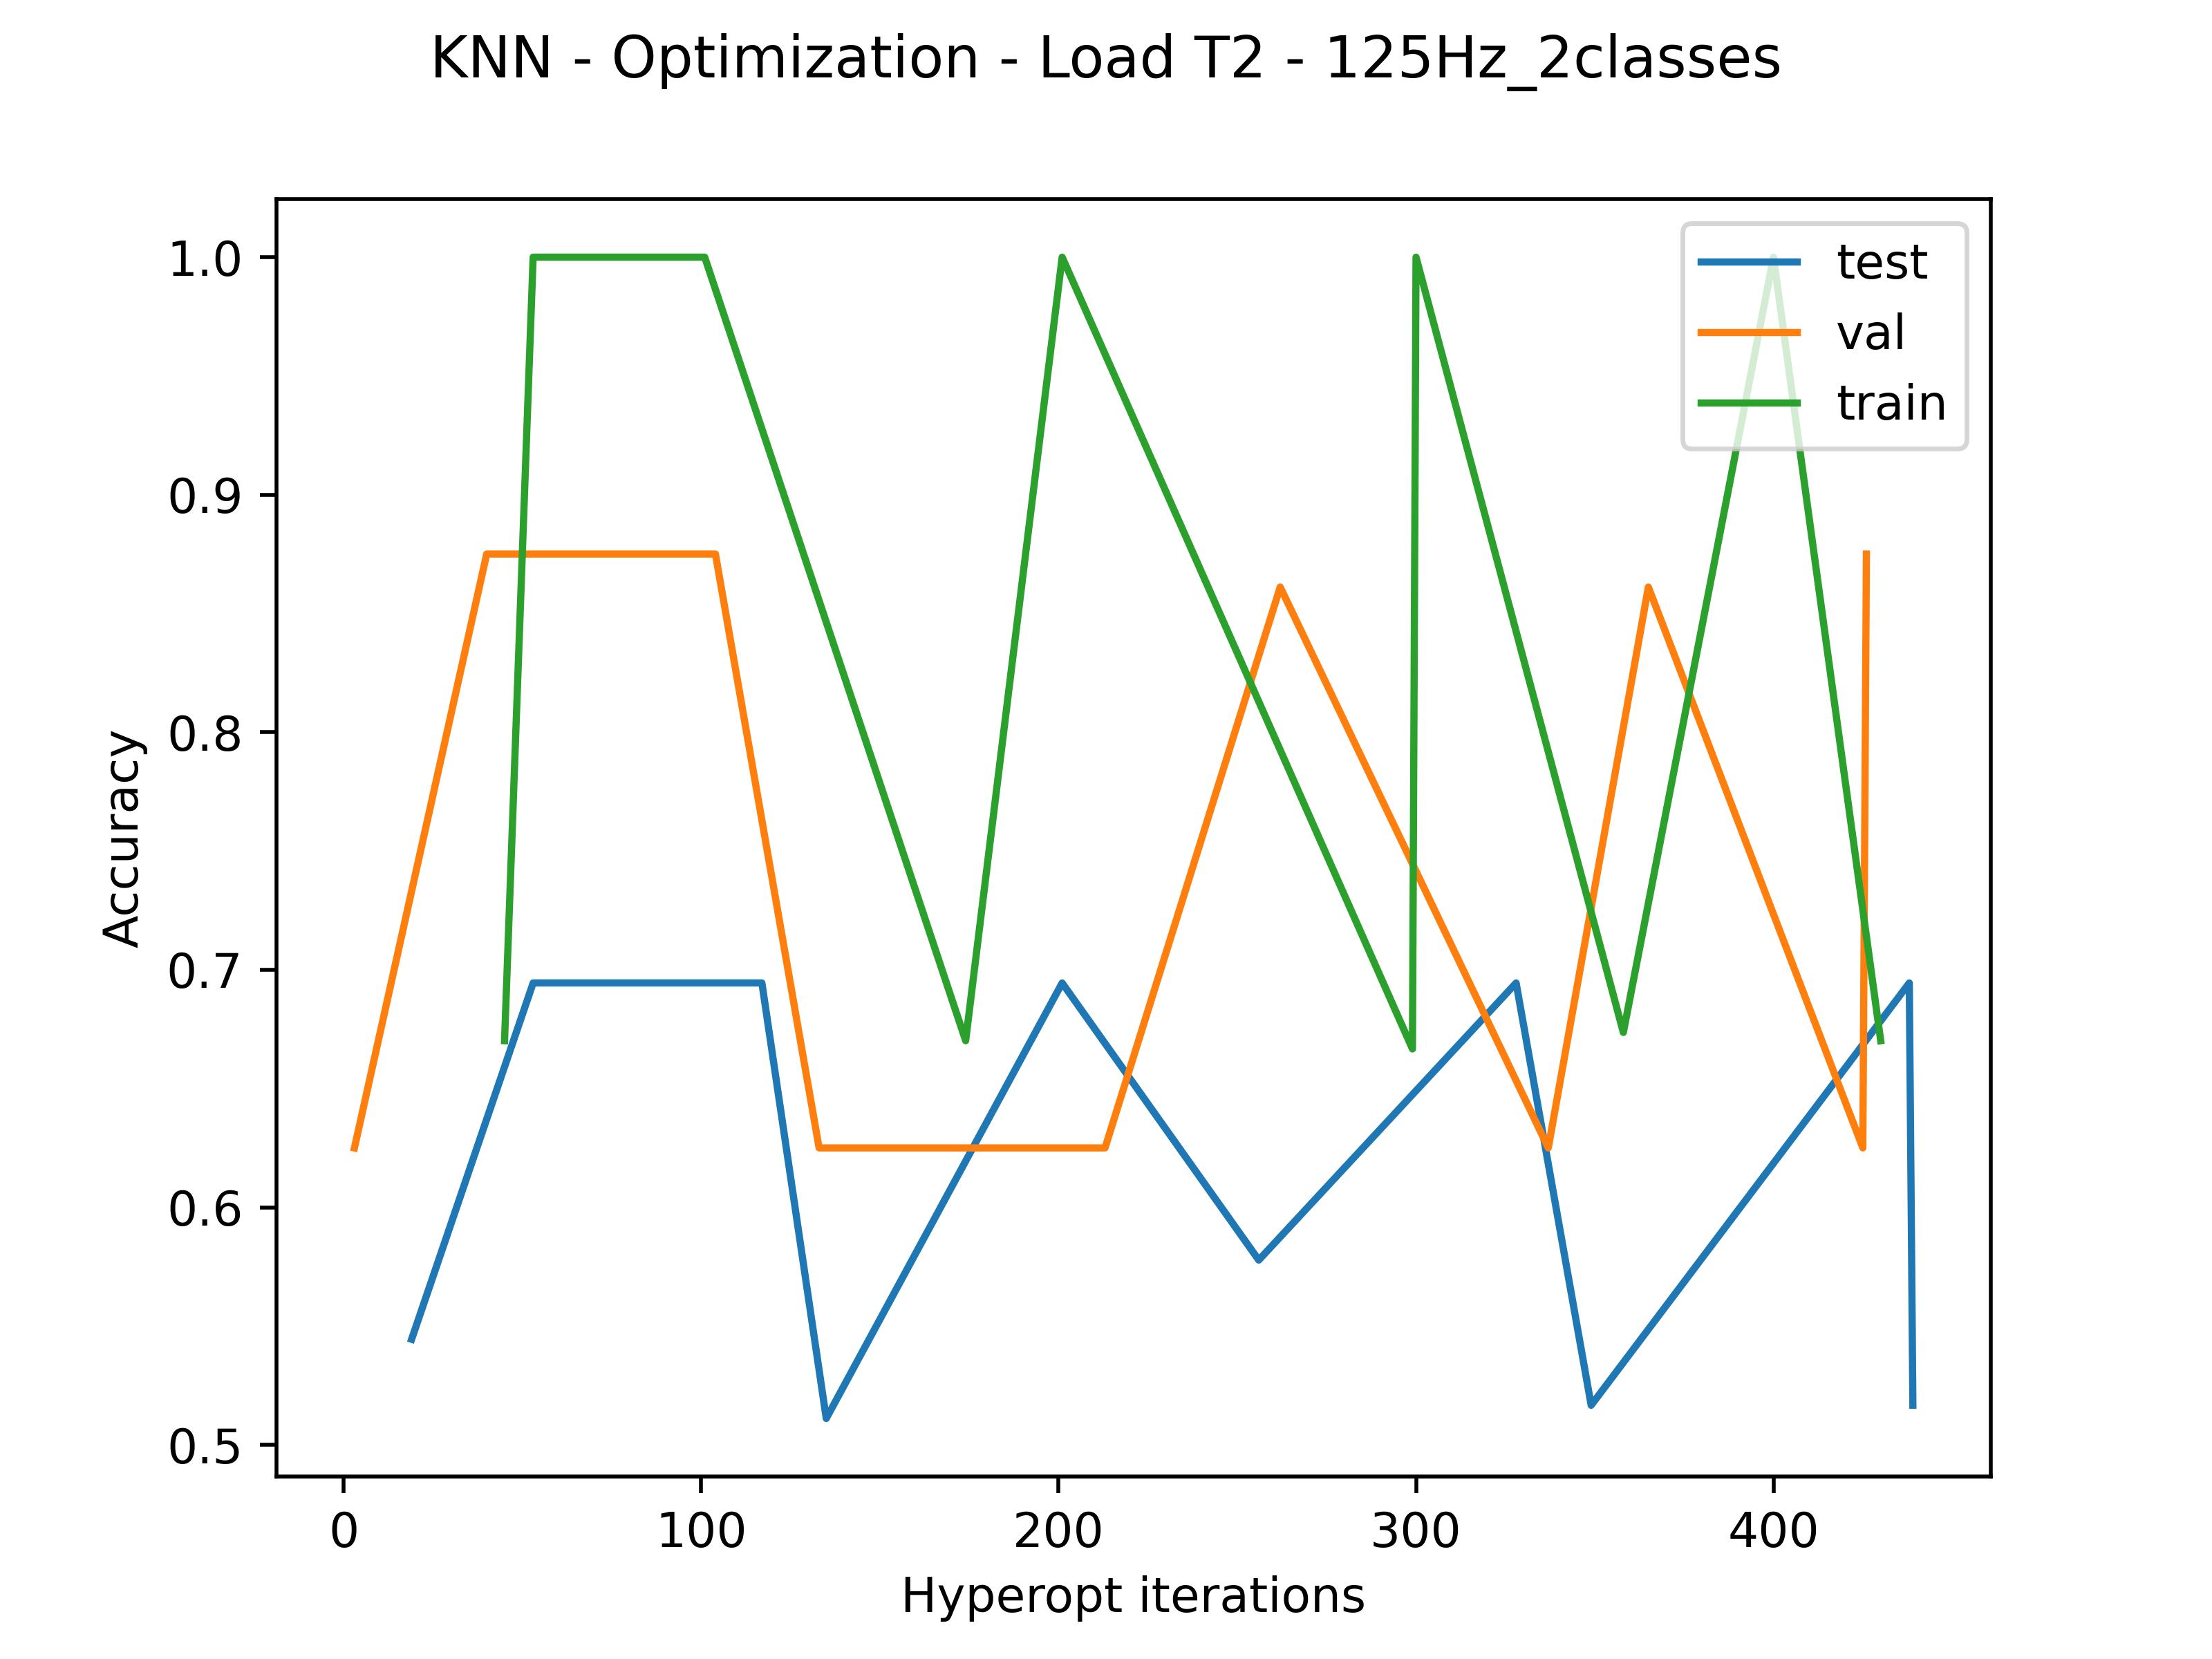 KNN - Optimization - Load T2 - 125Hz_2classes
1.0
0.9
0.8
0.7
0.6
0.5
Accuracy
test
val
train
0 100 200 300 400
Hyperopt iterations